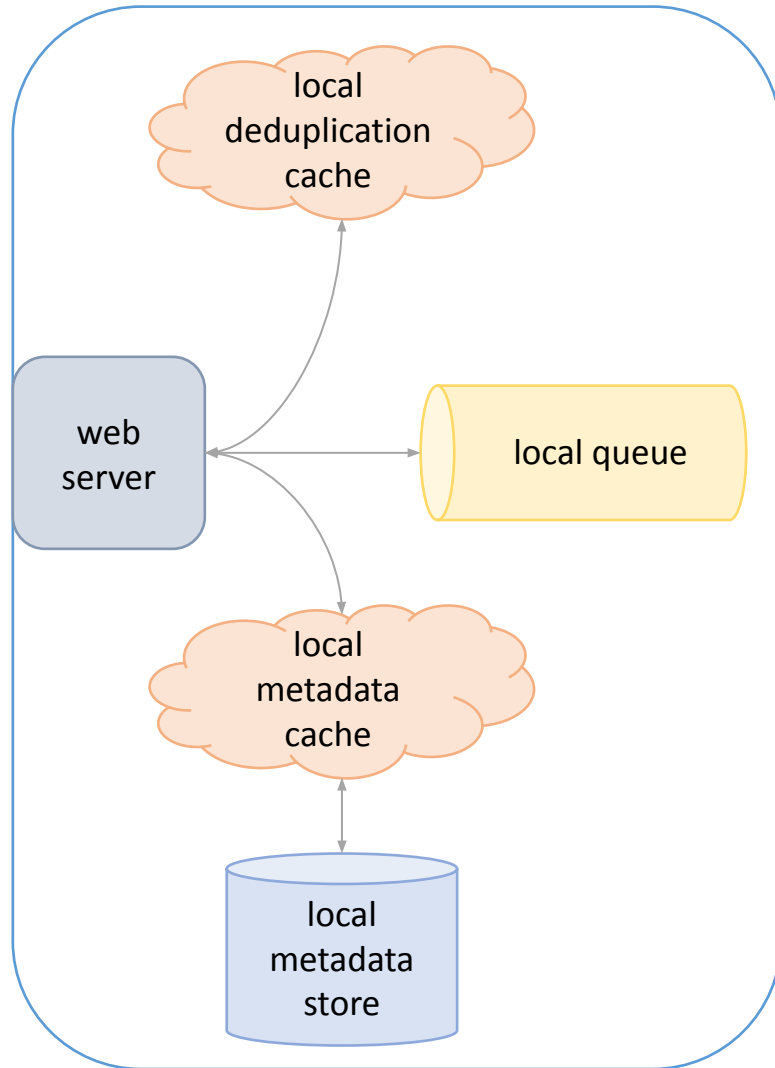 local
deduplication
cache
web
server
local queue
local
metadata
cache
local
metadata
store